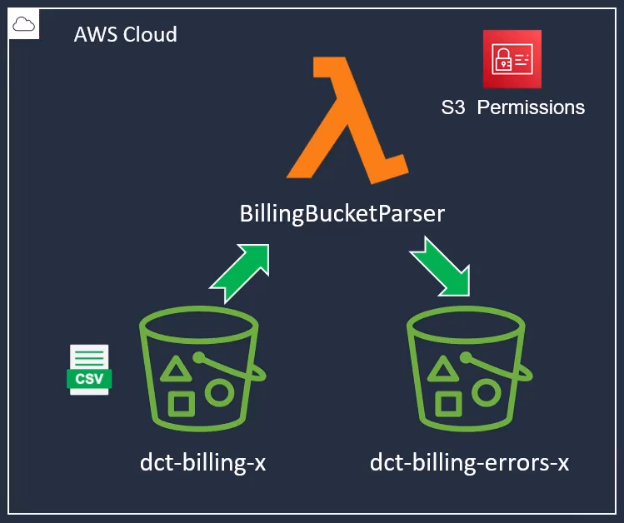 AWS Cloud
S3 Permissions
BillingBucketParser
CSV
dct-billing-x
dct-billing-errors-x